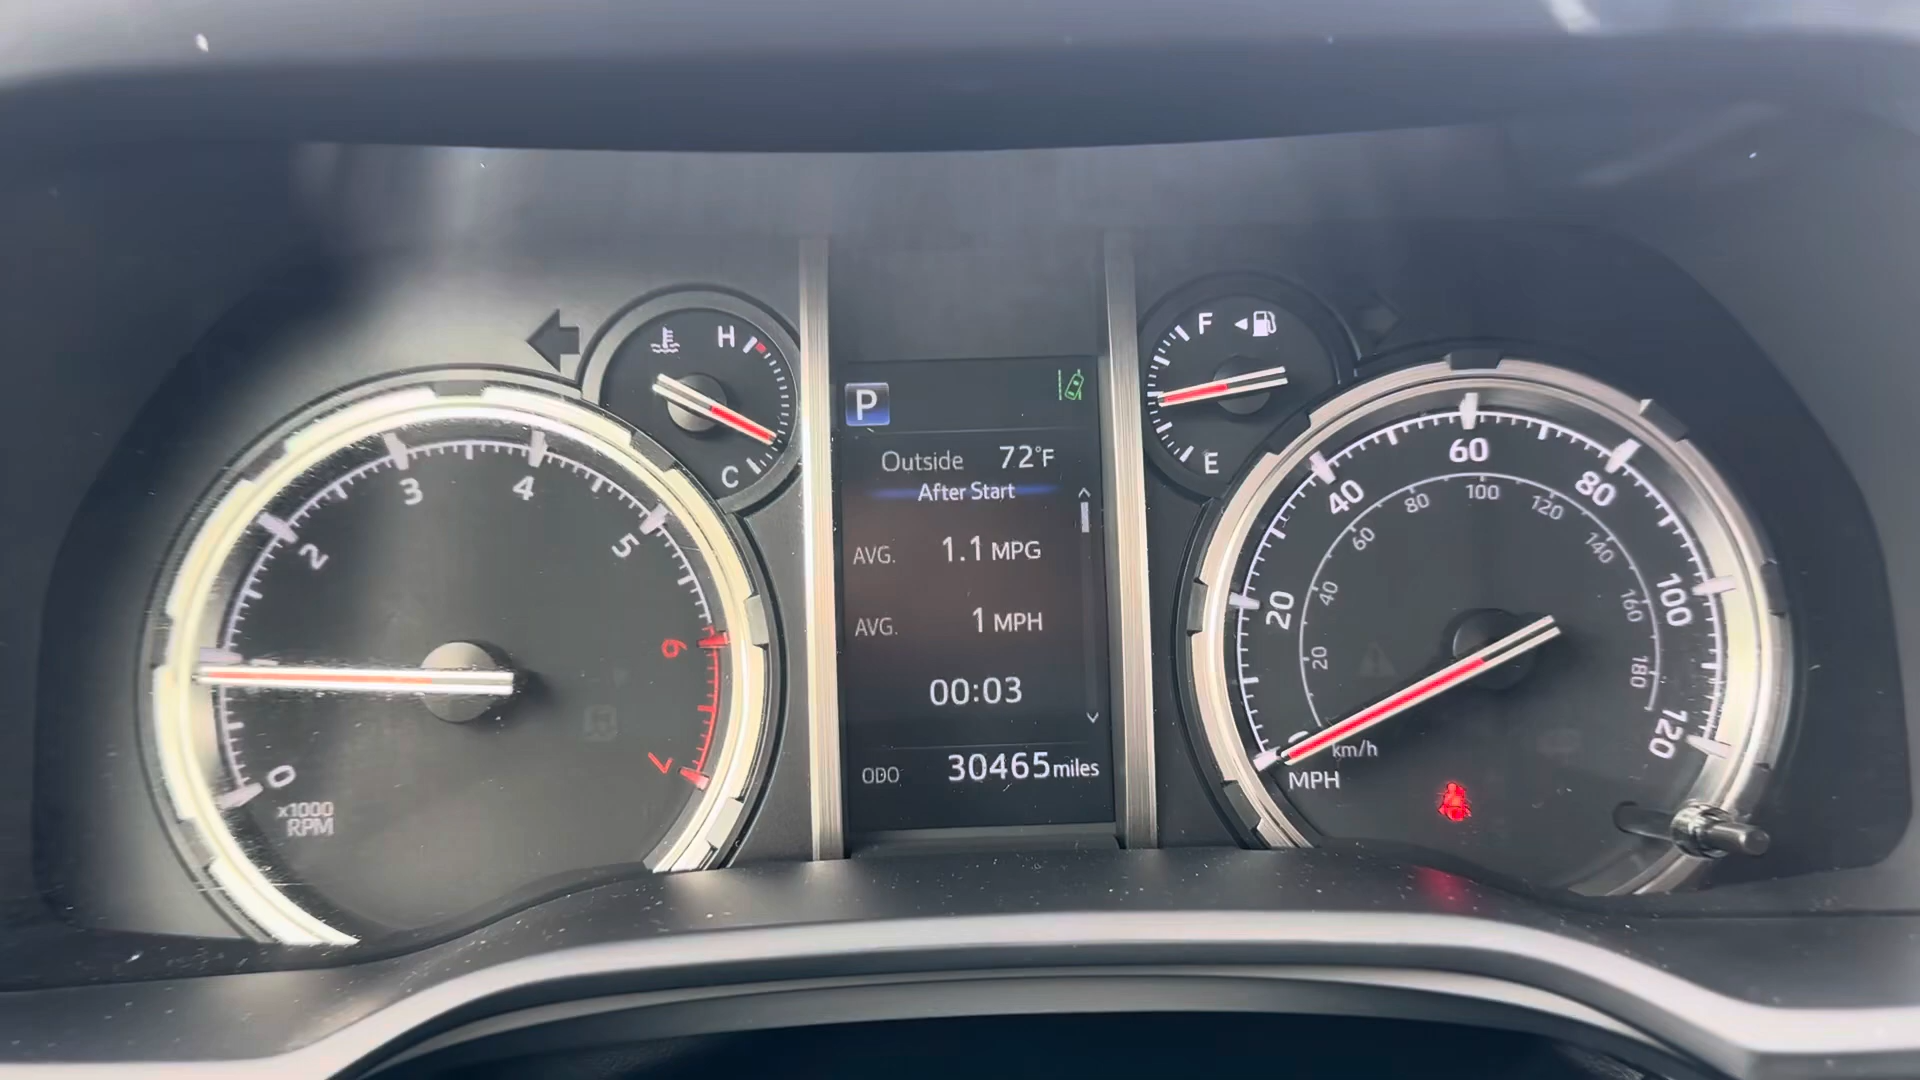 H
C
2
3
4
5
6
7
0
x1000
RPM
P
Outside 72°F
After Start
AVG. 1.1 MPG
AVG. 1 MPH
00:03
ODO 30465 miles
F
E
20
40
60
80
100
120
20
40
60
80
100
120
140
160
180
km/h
MPH